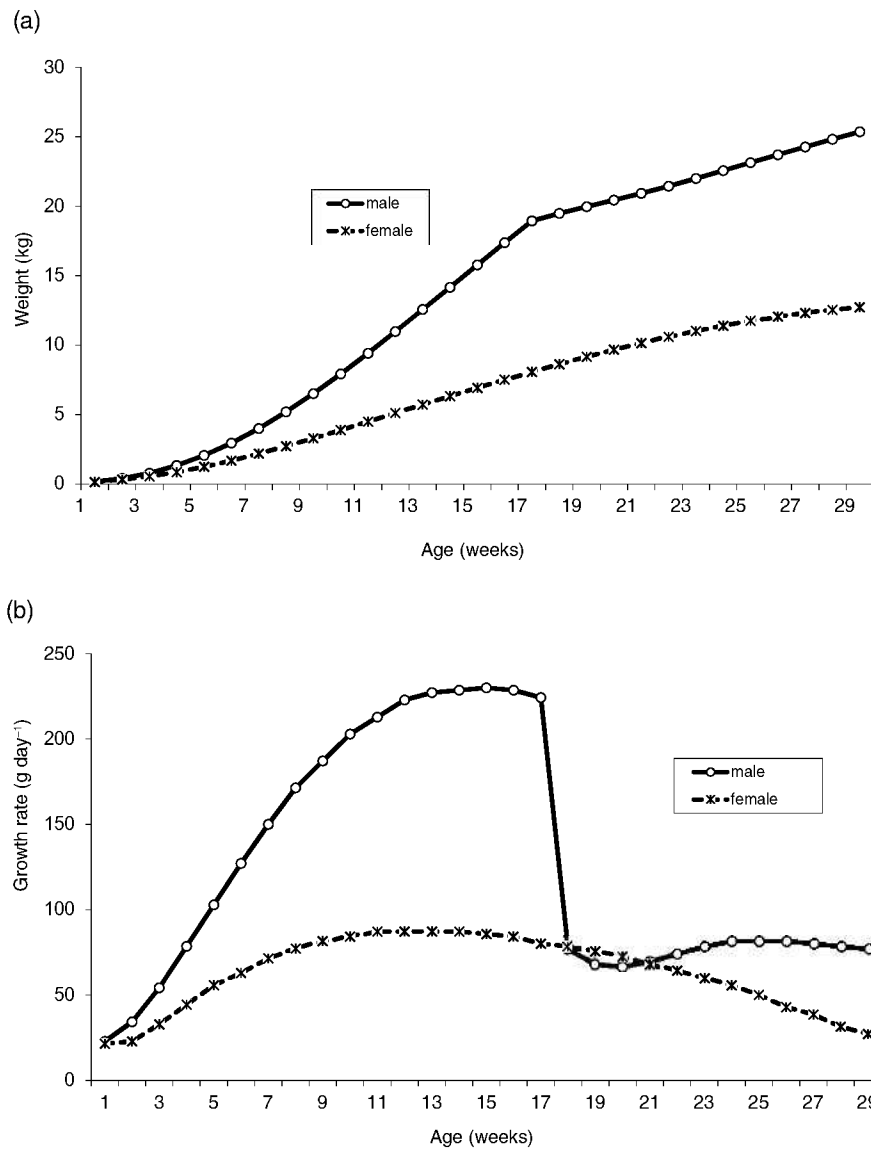 (a)
30
25
20
15
10
5
0
Weight (kg)
male
female
1 3 5 7 9 11 13 15 17 19 21 23 25 27 29
Age (weeks)
(b)
250
200
150
100
50
0
Growth rate (g day⁻¹)
male
female
1 3 5 7 9 11 13 15 17 19 21 23 25 27 29
Age (weeks)